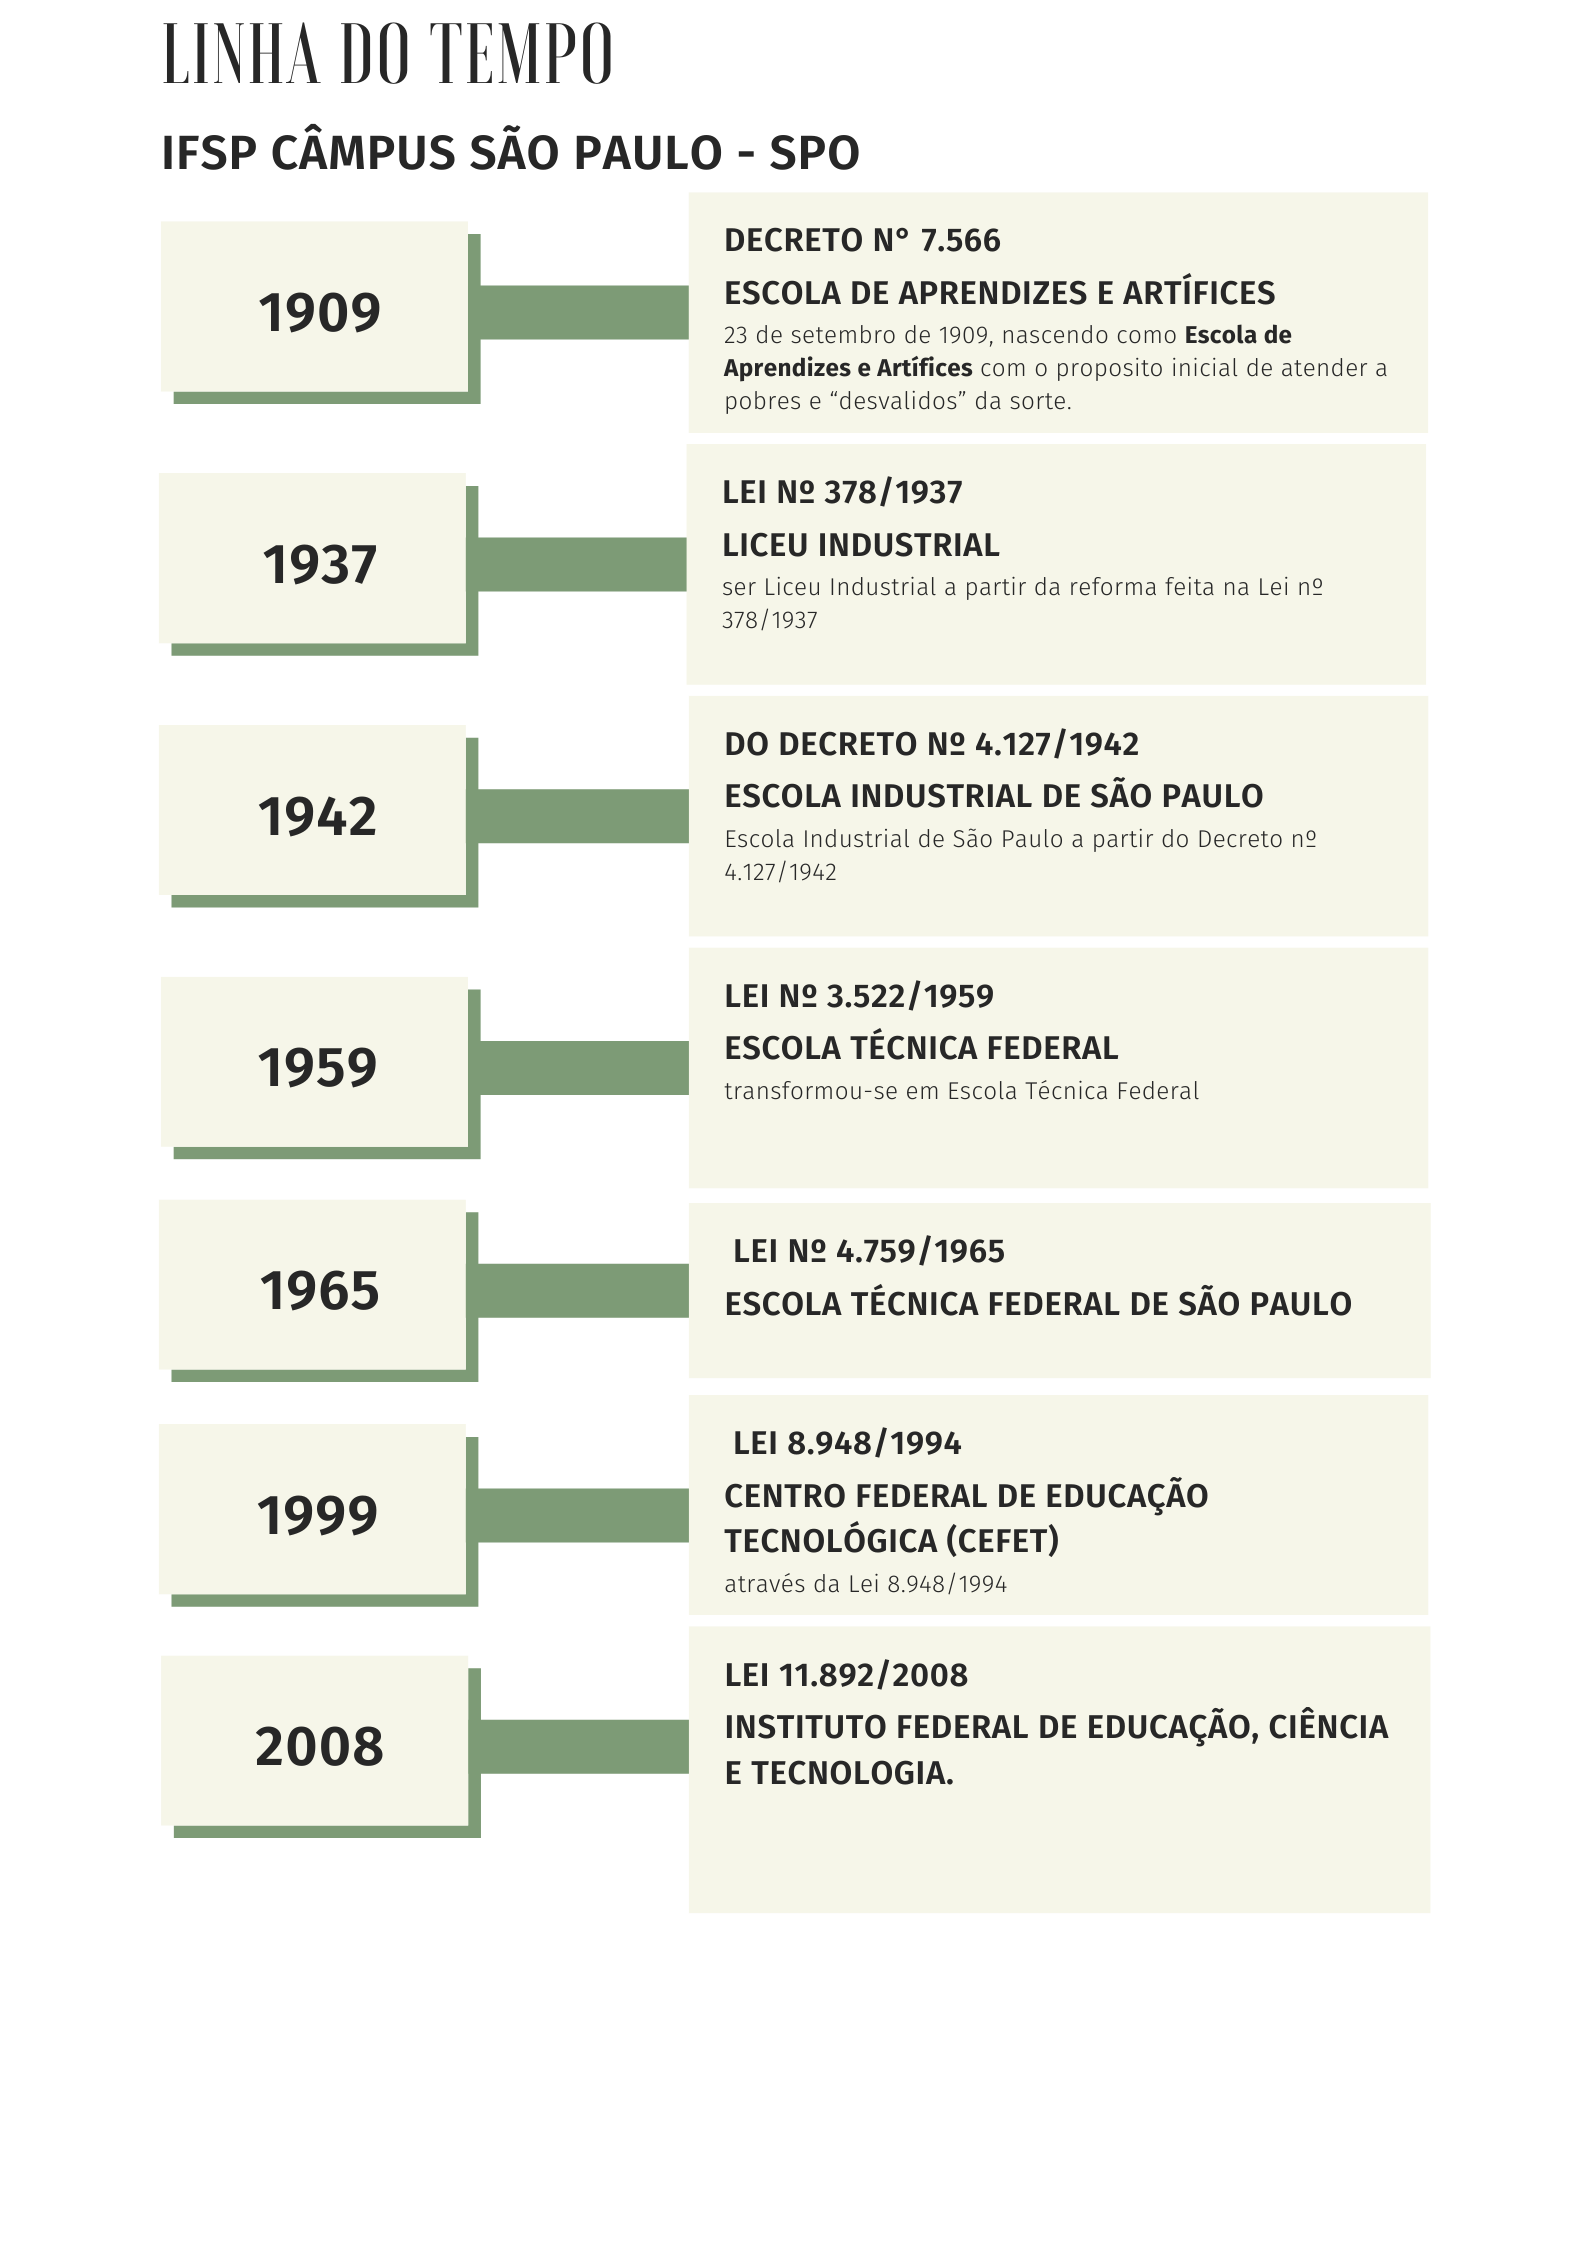 LINHA DO TEMPO
IFSP CÂMPUS SÃO PAULO - SPO
1909
DECRETO N° 7.566
ESCOLA DE APRENDIZES E ARTÍFICES
23 de setembro de 1909, nascendo como Escola de
Aprendizes e Artífices com o proposito inicial de atender a
pobres e “desvalidos” da sorte.
1937
LEI Nº 378/1937
LICEU INDUSTRIAL
ser Liceu Industrial a partir da reforma feita na Lei nº
378/1937
1942
DO DECRETO Nº 4.127/1942
ESCOLA INDUSTRIAL DE SÃO PAULO
Escola Industrial de São Paulo a partir do Decreto nº
4.127/1942
1959
LEI Nº 3.522/1959
ESCOLA TÉCNICA FEDERAL
transformou-se em Escola Técnica Federal
1965
LEI Nº 4.759/1965
ESCOLA TÉCNICA FEDERAL DE SÃO PAULO
1999
LEI 8.948/1994
CENTRO FEDERAL DE EDUCAÇÃO
TECNOLÓGICA (CEFET)
através da Lei 8.948/1994
2008
LEI 11.892/2008
INSTITUTO FEDERAL DE EDUCAÇÃO, CIÊNCIA
E TECNOLOGIA.